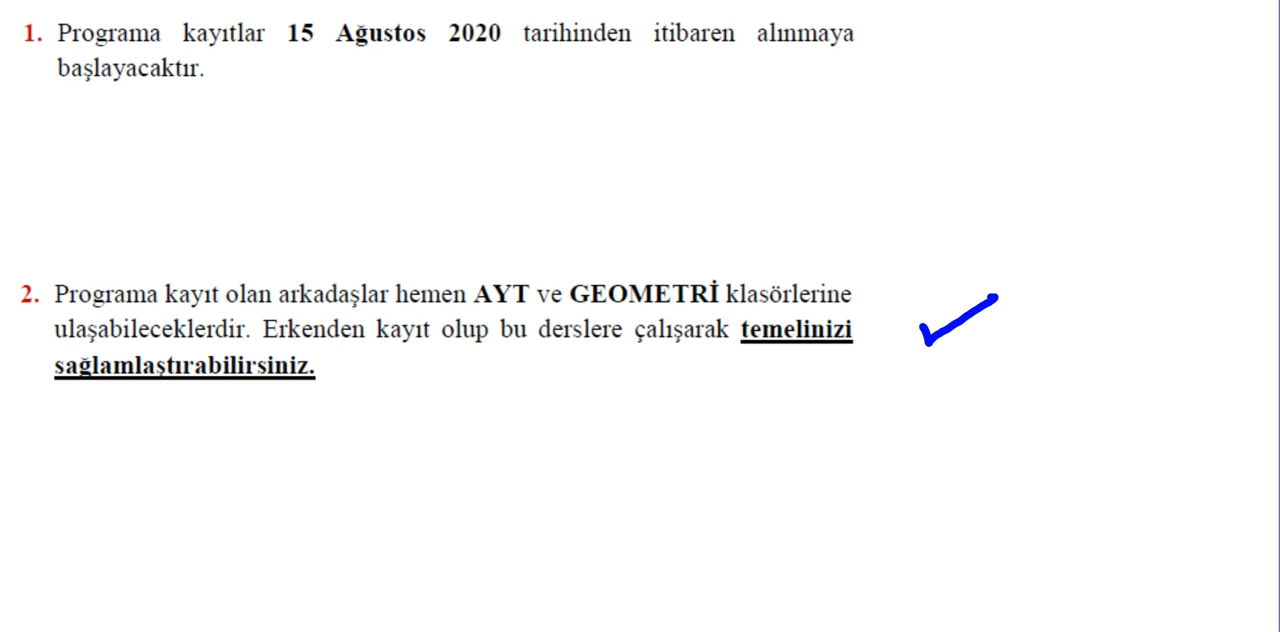 1. Programa kayıtlar 15 Ağustos 2020 tarihinden itibaren alınmaya
başlayacaktır.
2. Programa kayıt olan arkadaşlar hemen AYT ve GEOMETRİ klasörlerine
ulaşabileceklerdir. Erkenden kayıt olup bu derslere çalışarak temelinizi
sağlamlaştırabilirsiniz.